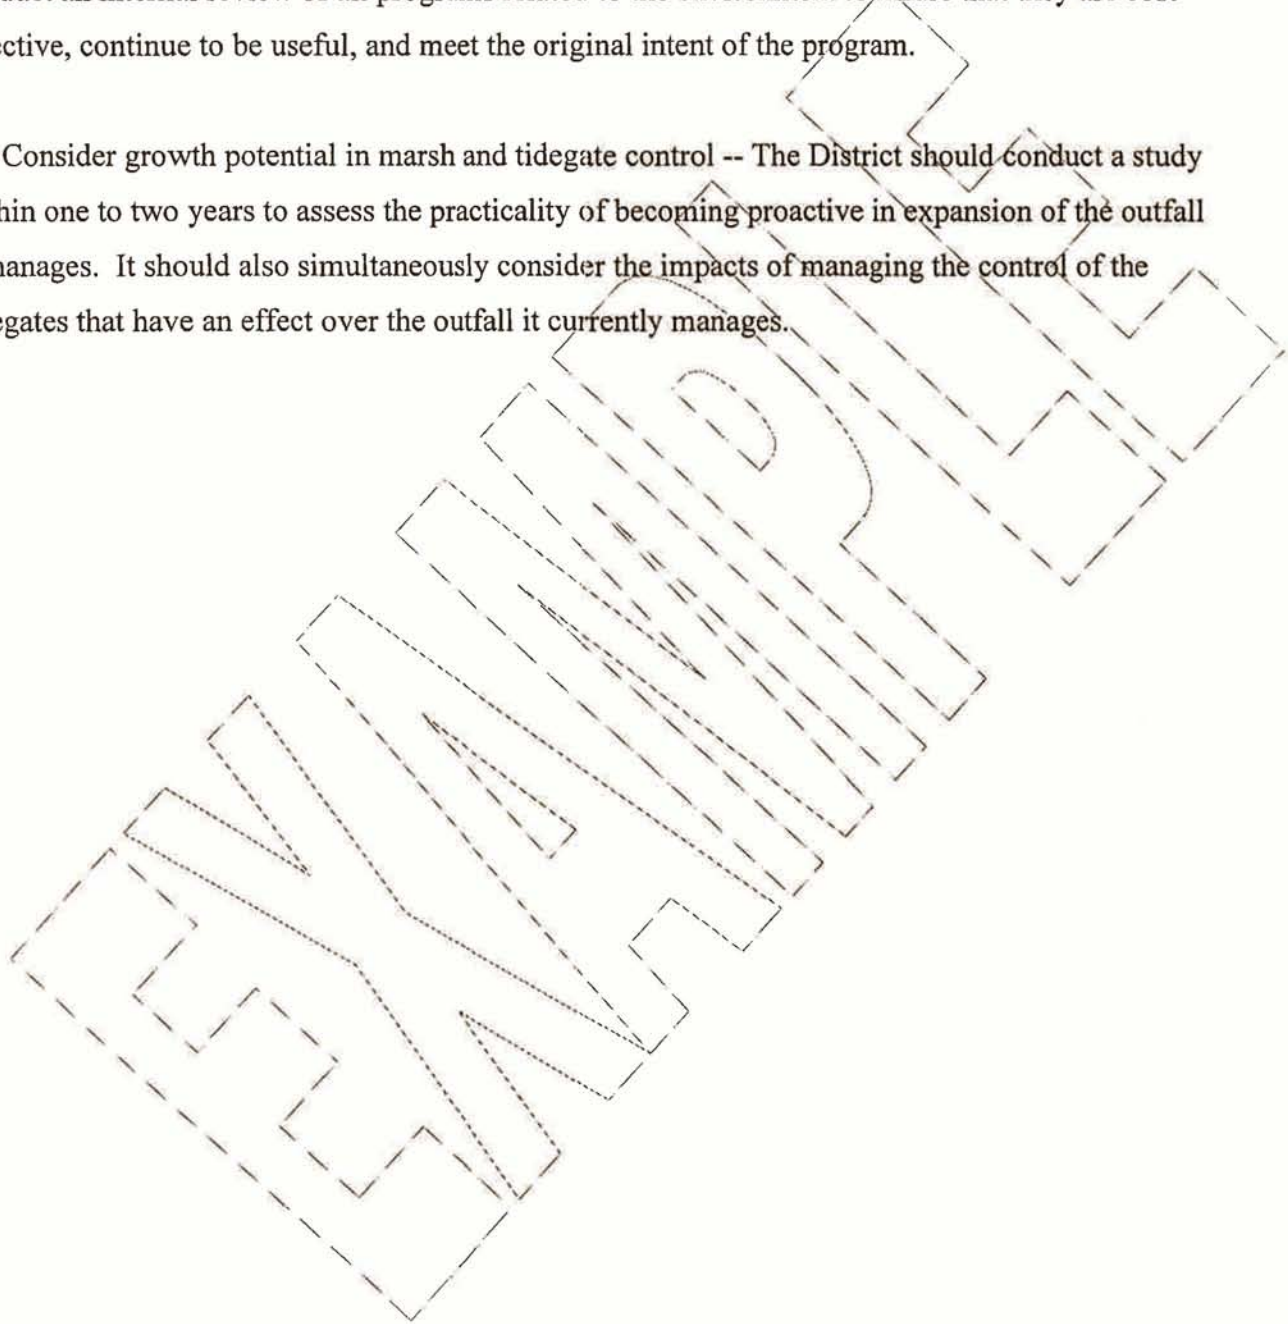 ective, continue to be useful, and meet the original intent of the program.
Consider growth potential in marsh and tidegate control -- The District should conduct a study
hin one to two years to assess the practicality of becoming proactive in expansion of the outfall
manages. It should also simultaneously consider the impacts of managing the control of the
egates that have an effect over the outfall it currently manages.
EXAMPLE